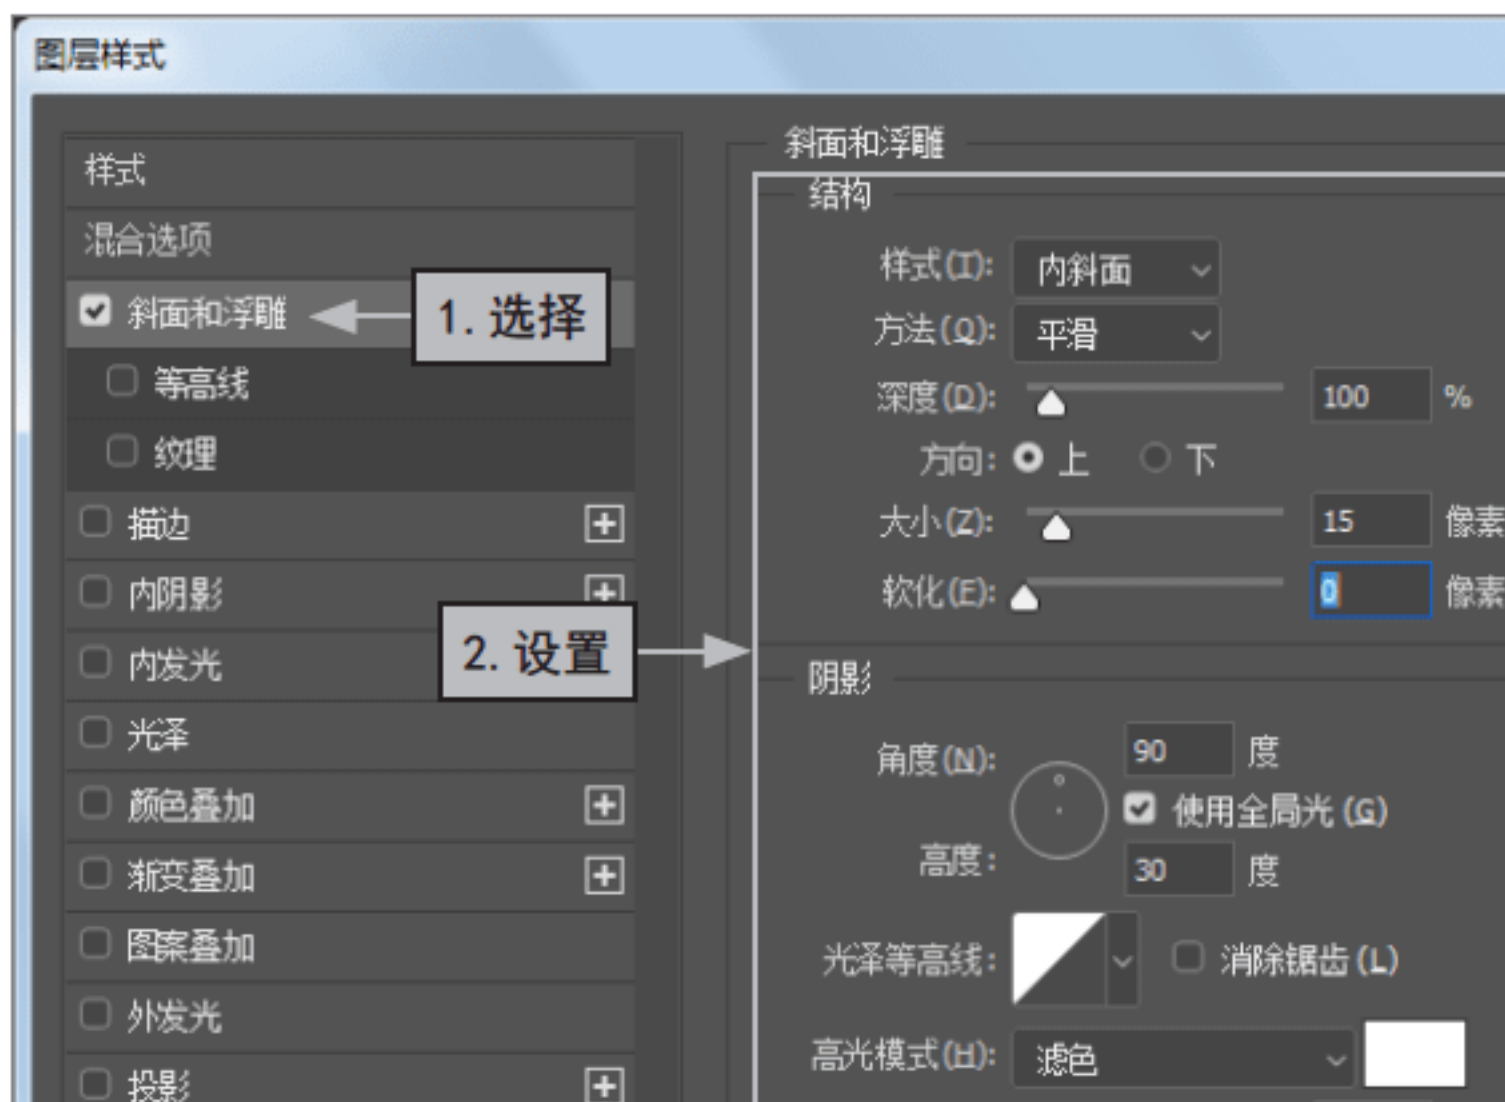 图层样式
样式
混合选项
斜面和浮雕
1. 选择
等高线
纹理
描边
内阴影
2. 设置
内发光
光泽
颜色叠加
渐变叠加
图案叠加
外发光
投影
斜面和浮雕
结构
样式(T): 内斜面
方法(Q): 平滑
深度(D): 100 %
方向: 上 下
大小(Z): 15 像素
软化(F): 0 像素
阴影
角度(N): 90 度
使用全局光 (G)
高度: 30 度
光泽等高线: 消除锯齿 (L)
高光模式(H): 滤色